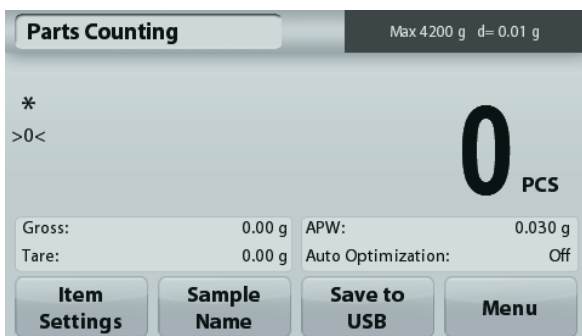 Parts Counting
Max 4200 g d= 0.01 g
*
>0<
0 PCS
Gross: 0.00 g
Tare: 0.00 g
APW: 0.030 g
Auto Optimization: Off
Item Settings
Sample Name
Save to USB
Menu